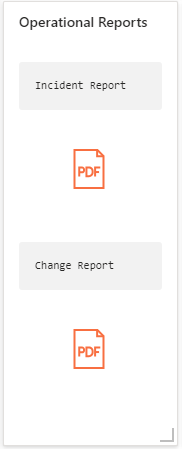 Operational Reports
Incident Report
PDF
Change Report
PDF